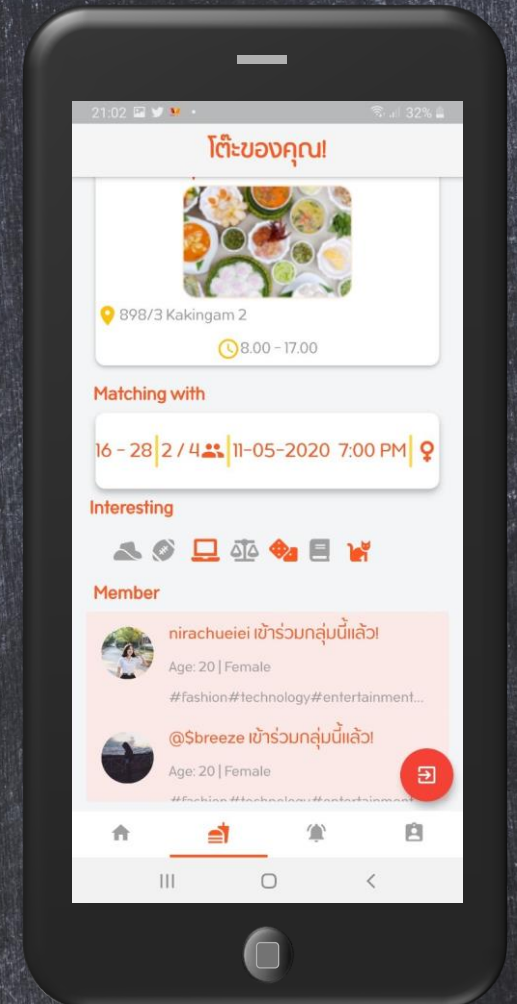 21:02
32%
โต๊ะของคุณ!
898/3 Kakingam 2
8.00 - 17.00
Matching with
16 - 28 2 / 4 11-05-2020 7:00 PM
Interesting
Member
nirachueiei เข้าร่วมกลุ่มนี้แล้ว!
Age: 20 | Female
#fashion#technology#entertainment...
@$breeze เข้าร่วมกลุ่มนี้แล้ว!
Age: 20 | Female
#fashion#technology#entertainment